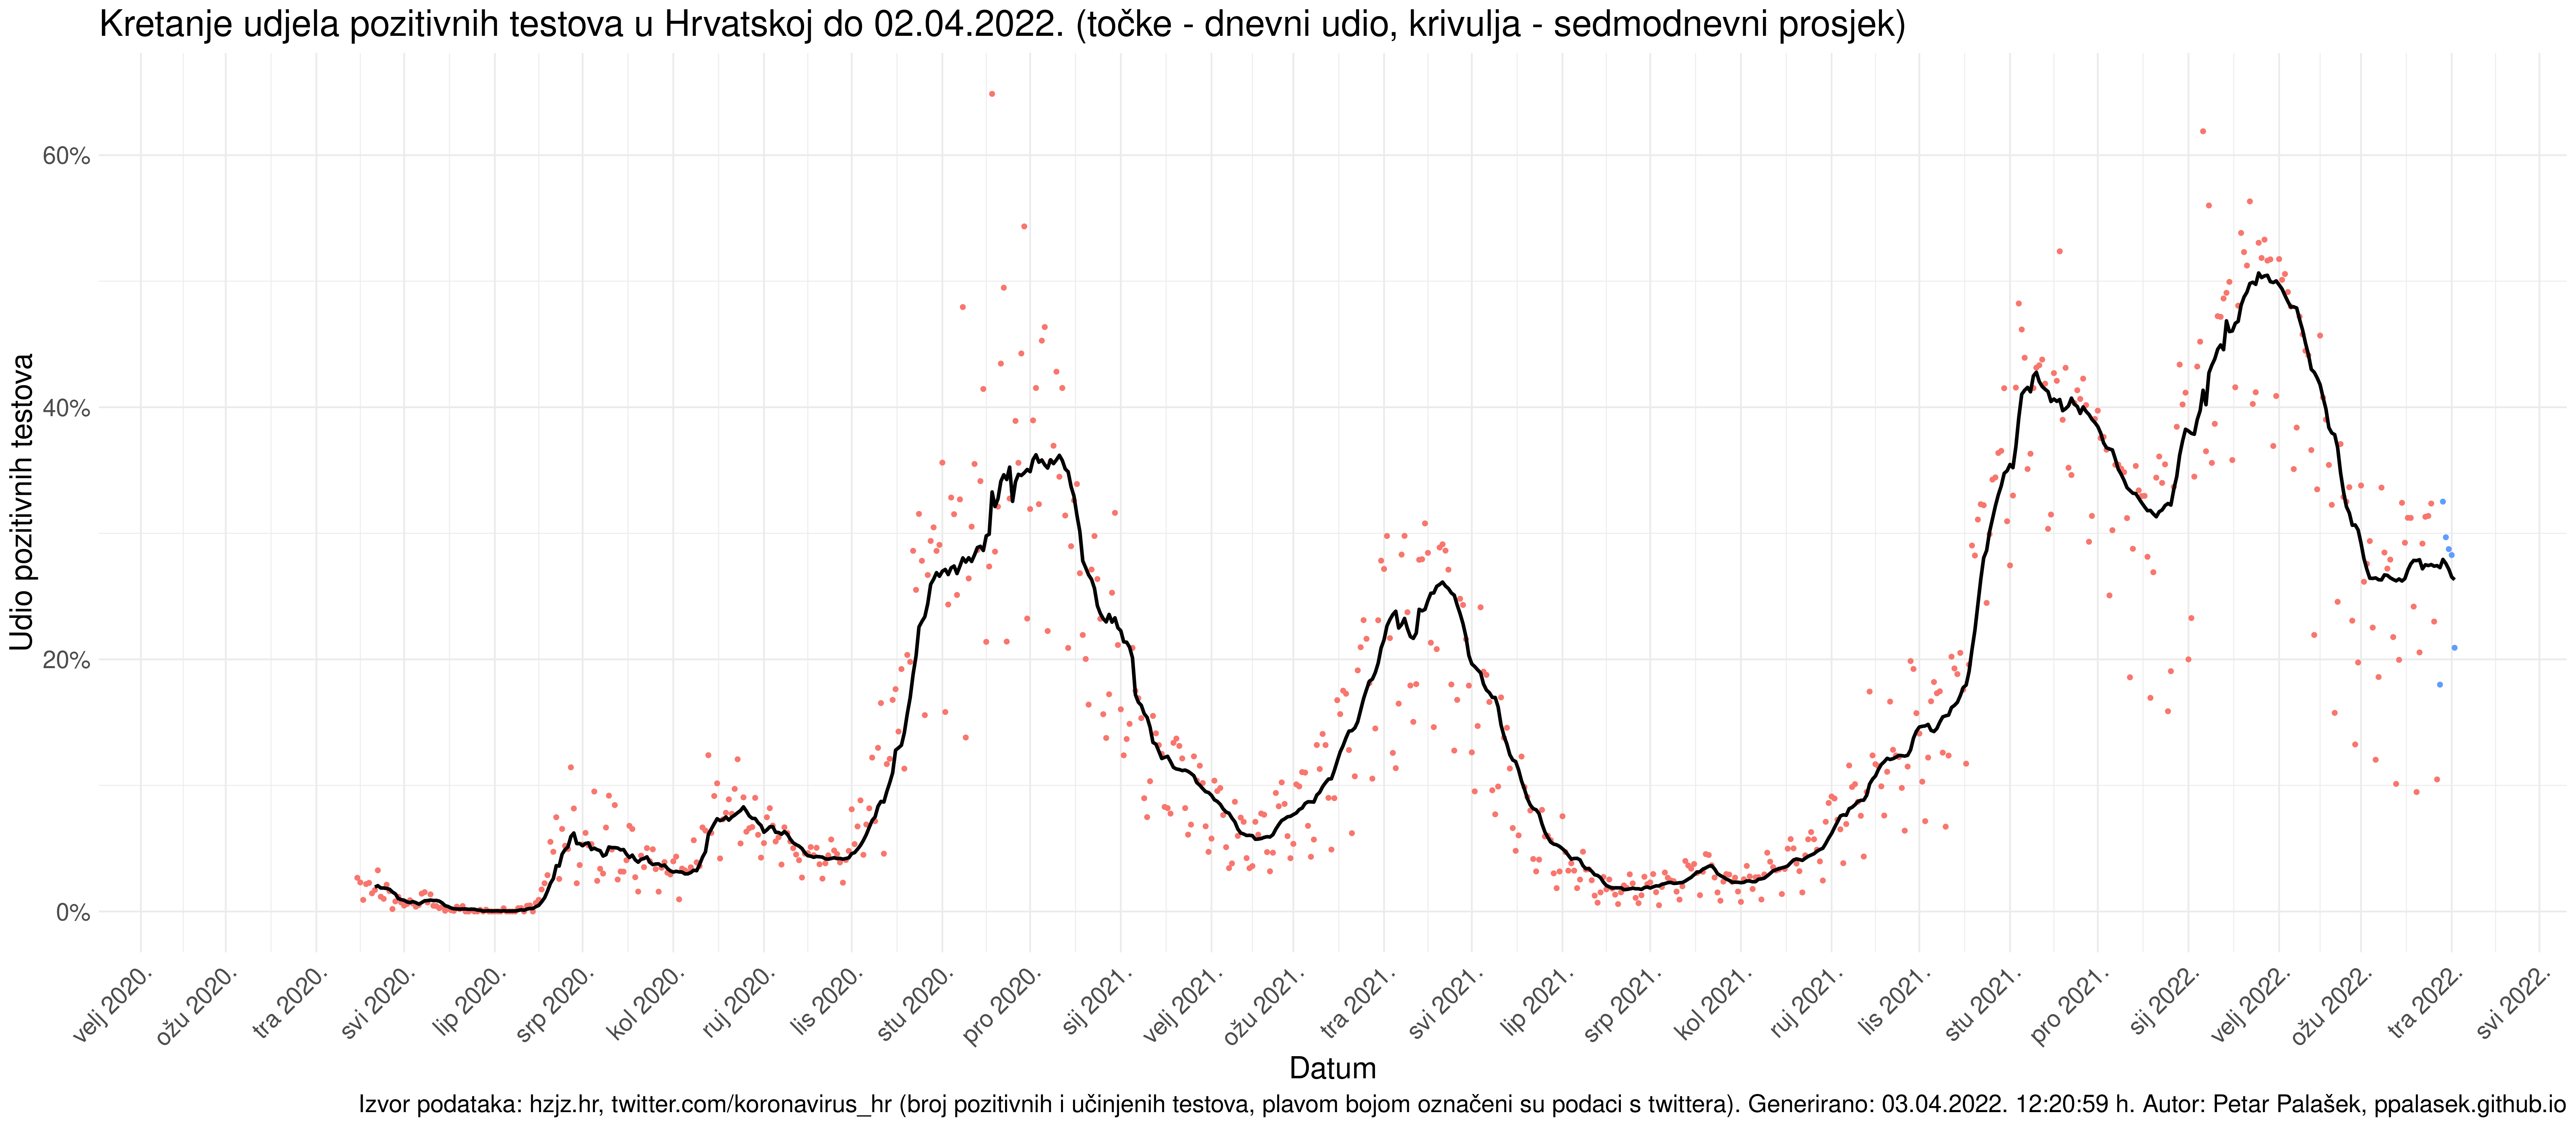 Kretanje udjela pozitivnih testova u Hrvatskoj do 02.04.2022. (točke - dnevni udio, krivulja - sedmodnevni prosjek)
Udio pozitivnih testova
60%
40%
20%
0%
velj 2020.
ožu 2020.
tra 2020.
svi 2020.
lip 2020.
srp 2020.
kol 2020.
ruj 2020.
lis 2020.
stu 2020.
pro 2020.
sij 2021.
velj 2021.
ožu 2021.
tra 2021.
svi 2021.
lip 2021.
srp 2021.
kol 2021.
ruj 2021.
lis 2021.
stu 2021.
pro 2021.
sij 2022.
velj 2022.
ožu 2022.
tra 2022.
svi 2022.
Datum
Izvor podataka: hzjz.hr, twitter.com/koronavirus_hr (broj pozitivnih i učinjenih testova, plavom bojom označeni su podaci s twittera). Generirano: 03.04.2022. 12:20:59 h. Autor: Petar Palašek, ppalasek.github.io